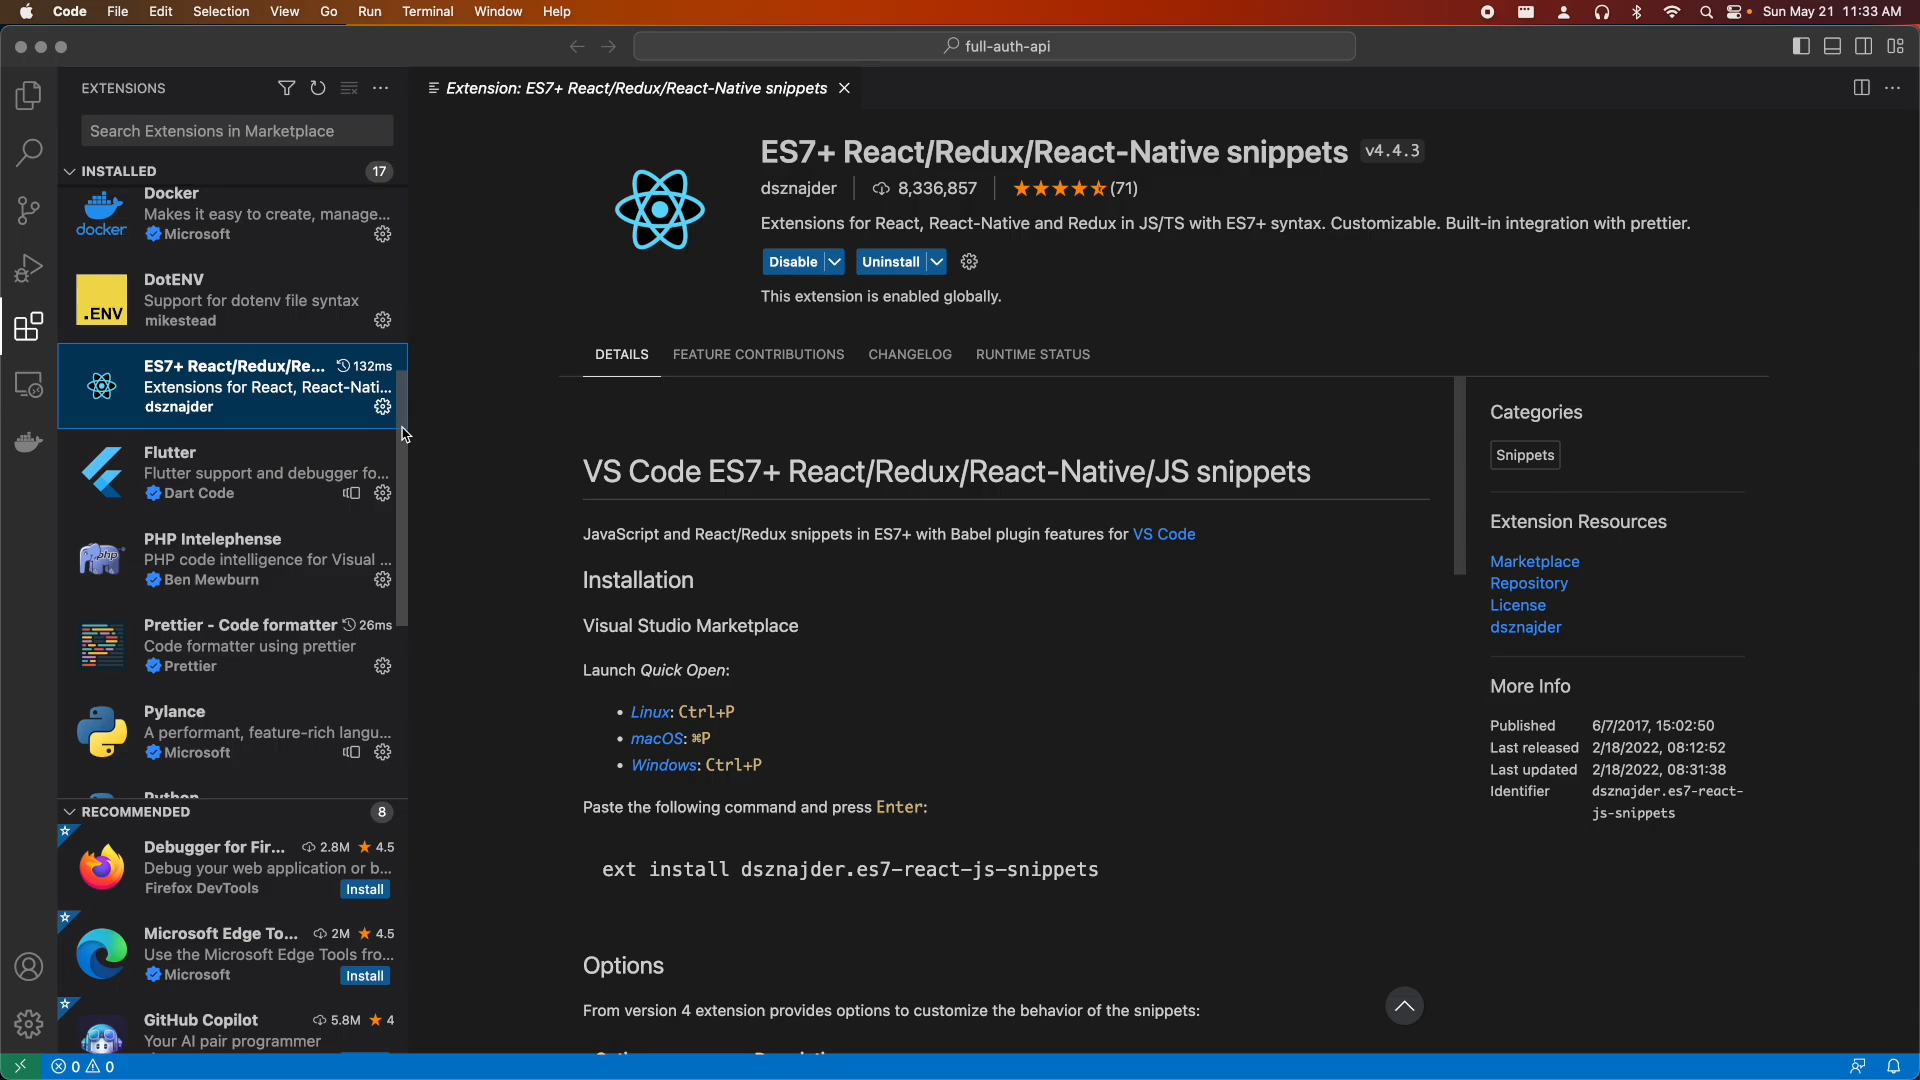 Code File Edit Selection View Go Run Terminal Window Help
Sun May 21 11:33 AM
full-auth-api
EXTENSIONS
Search Extensions in Marketplace
INSTALLED 17
Docker
Makes it easy to create, manage...
docker
Microsoft
DotENV
Support for dotenv file syntax
.ENV
mikestead
ES7+ React/Redux/Re... 132ms
Extensions for React, React-Nati...
dsznajder
Flutter
Flutter support and debugger fo...
Dart Code
PHP Intelephense
PHP code intelligence for Visual ...
php
Ben Mewburn
Prettier - Code formatter 26ms
Code formatter using prettier
Prettier
Pylance
A performant, feature-rich langu...
Microsoft
Python
RECOMMENDED 8
Debugger for Fir... 2.8M ★ 4.5
Debug your web application or b...
Firefox DevTools Install
Microsoft Edge To... 2M ★ 4.5
Use the Microsoft Edge Tools fro...
Microsoft Install
GitHub Copilot 5.8M ★ 4
Your AI pair programmer
0 0
Extension: ES7+ React/Redux/React-Native snippets
ES7+ React/Redux/React-Native snippets v4.4.3
dsznajder 8,336,857 (71)
Extensions for React, React-Native and Redux in JS/TS with ES7+ syntax. Customizable. Built-in integration with prettier.
Disable Uninstall
This extension is enabled globally.
DETAILS FEATURE CONTRIBUTIONS CHANGELOG RUNTIME STATUS
VS Code ES7+ React/Redux/React-Native/JS snippets
JavaScript and React/Redux snippets in ES7+ with Babel plugin features for VS Code
Installation
Visual Studio Marketplace
Launch Quick Open:
• Linux: Ctrl+P
• macOS: ⌘P
• Windows: Ctrl+P
Paste the following command and press Enter:
ext install dsznajder.es7-react-js-snippets
Options
From version 4 extension provides options to customize the behavior of the snippets:
Categories
Snippets
Extension Resources
Marketplace
Repository
License
dsznajder
More Info
Published 6/7/2017, 15:02:50
Last released 2/18/2022, 08:12:52
Last updated 2/18/2022, 08:31:38
Identifier dsznajder.es7-react-
js-snippets